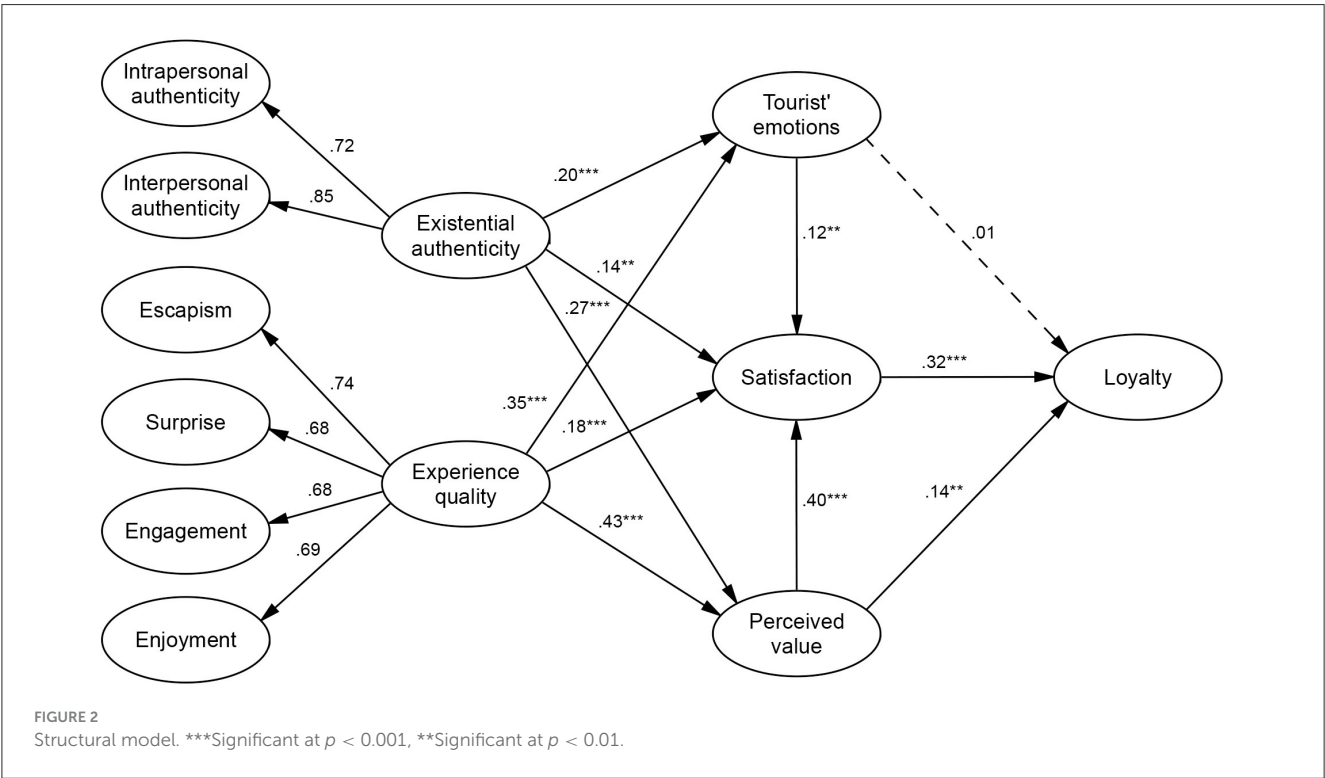 Intrapersonal
authenticity
Interpersonal
authenticity
Escapism
Surprise
Engagement
Enjoyment
.72
.85
.74
.68
.68
.69
Existential
authenticity
Experience
quality
.20***
.14**
.27***
.35***
.18***
.43***
Tourist'
emotions
.12**
Satisfaction
.40***
Perceived
value
.01
.32***
.14**
Loyalty
FIGURE 2
Structural model. ***Significant at p < 0.001, **Significant at p < 0.01.